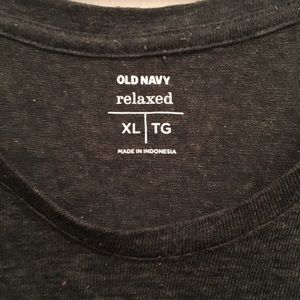 OLD NAVY
relaxed
XL TG
MADE IN INDONESIA